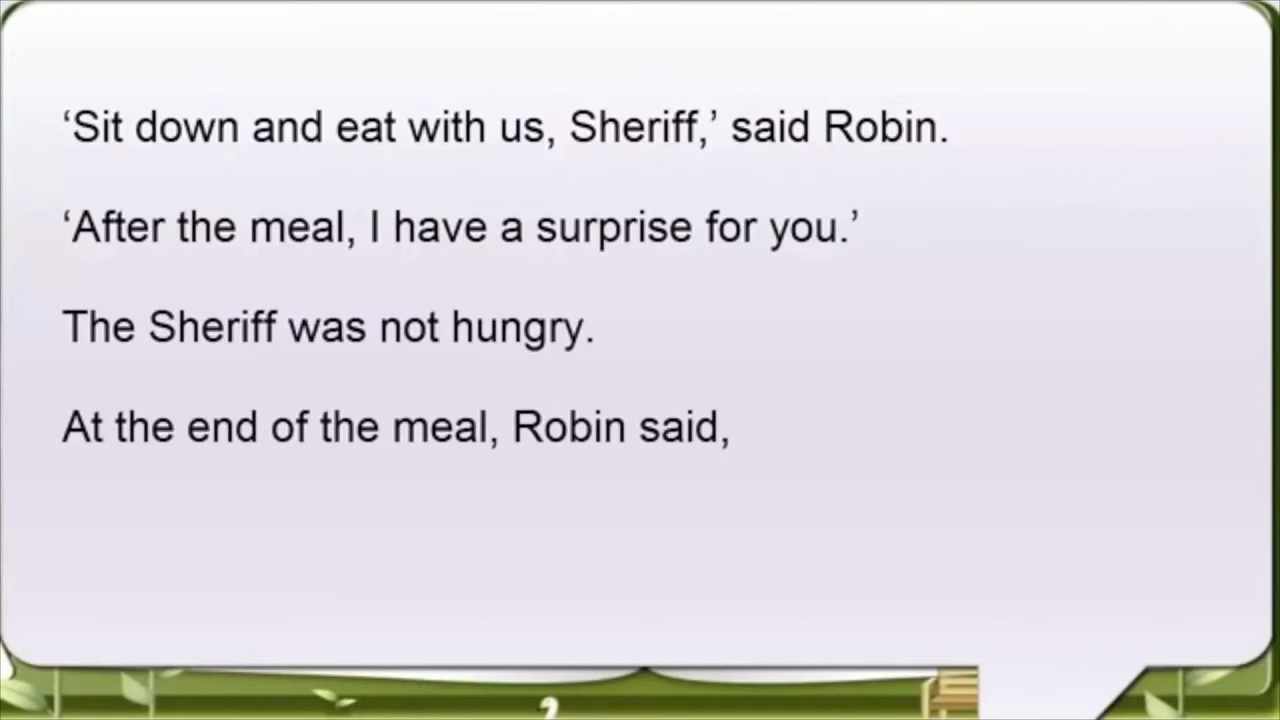 ‘Sit down and eat with us, Sheriff,’ said Robin.
‘After the meal, I have a surprise for you.’
The Sheriff was not hungry.
At the end of the meal, Robin said,